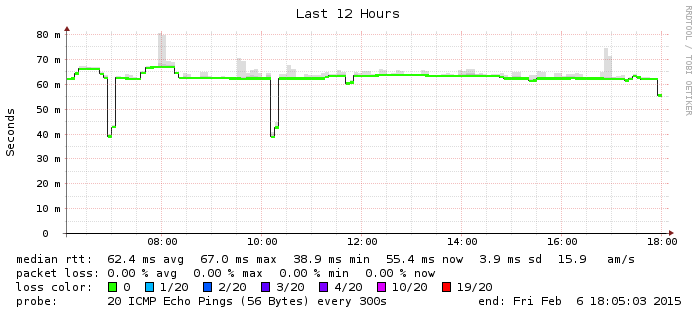 Last 12 Hours
RRDTOOL / TOBI OETIKER
Seconds
80 m
70 m
60 m
50 m
40 m
30 m
20 m
10 m
0
08:00 10:00 12:00 14:00 16:00 18:00
median rtt: 62.4 ms avg 67.0 ms max 38.9 ms min 55.4 ms now 3.9 ms sd 15.9 am/s
packet loss: 0.00 % avg 0.00 % max 0.00 % min 0.00 % now
loss color: 0 1/20 2/20 3/20 4/20 10/20 19/20
probe: 20 ICMP Echo Pings (56 Bytes) every 300s end: Fri Feb 6 18:05:03 2015